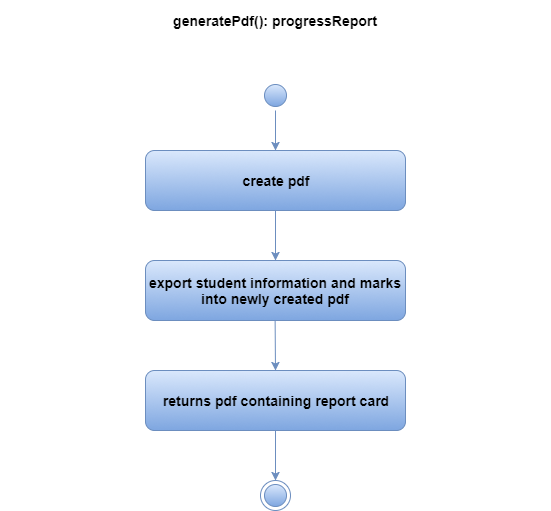 generatePdf(): progressReport
create pdf
export student information and marks
into newly created pdf
returns pdf containing report card